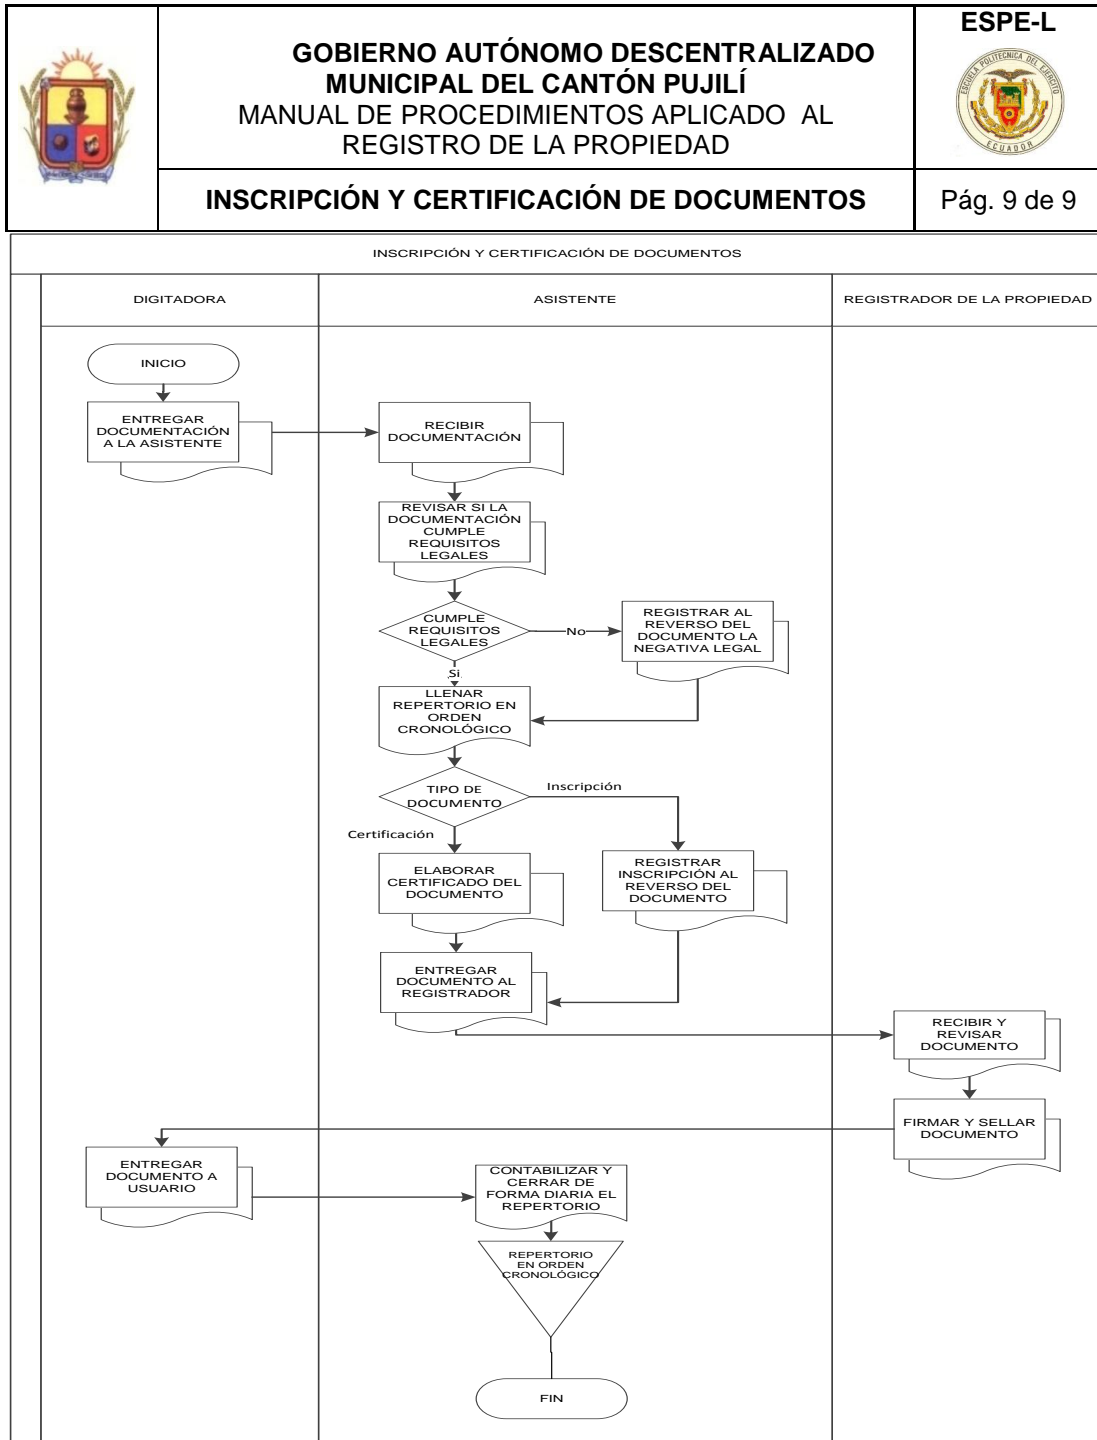 ESPE-L
GOBIERNO AUTÓNOMO DESCENTRALIZADO
MUNICIPAL DEL CANTÓN PUJILÍ
MANUAL DE PROCEDIMIENTOS APLICADO AL
REGISTRO DE LA PROPIEDAD
ESCUELA POLITECNICA DEL EJERCITO
ECUADOR
INSCRIPCIÓN Y CERTIFICACIÓN DE DOCUMENTOS
Pág. 9 de 9
INSCRIPCIÓN Y CERTIFICACIÓN DE DOCUMENTOS
DIGITADORA
ASISTENTE
REGISTRADOR DE LA PROPIEDAD
INICIO
ENTREGAR
DOCUMENTACIÓN
A LA ASISTENTE
RECIBIR
DOCUMENTACIÓN
REVISAR SI LA
DOCUMENTACIÓN
CUMPLE
REQUISITOS
LEGALES
CUMPLE
REQUISITOS
LEGALES
No
REGISTRAR AL
REVERSO DEL
DOCUMENTO LA
NEGATIVA LEGAL
Si
LLENAR
REPERTORIO EN
ORDEN
CRONOLÓGICO
TIPO DE
DOCUMENTO
Inscripción
Certificación
ELABORAR
CERTIFICADO DEL
DOCUMENTO
REGISTRAR
INSCRIPCIÓN AL
REVERSO DEL
DOCUMENTO
ENTREGAR
DOCUMENTO AL
REGISTRADOR
RECIBIR Y
REVISAR
DOCUMENTO
FIRMAR Y SELLAR
DOCUMENTO
ENTREGAR
DOCUMENTO A
USUARIO
CONTABILIZAR Y
CERRAR DE
FORMA DIARIA EL
REPERTORIO
REPERTORIO
EN ORDEN
CRONOLÓGICO
FIN